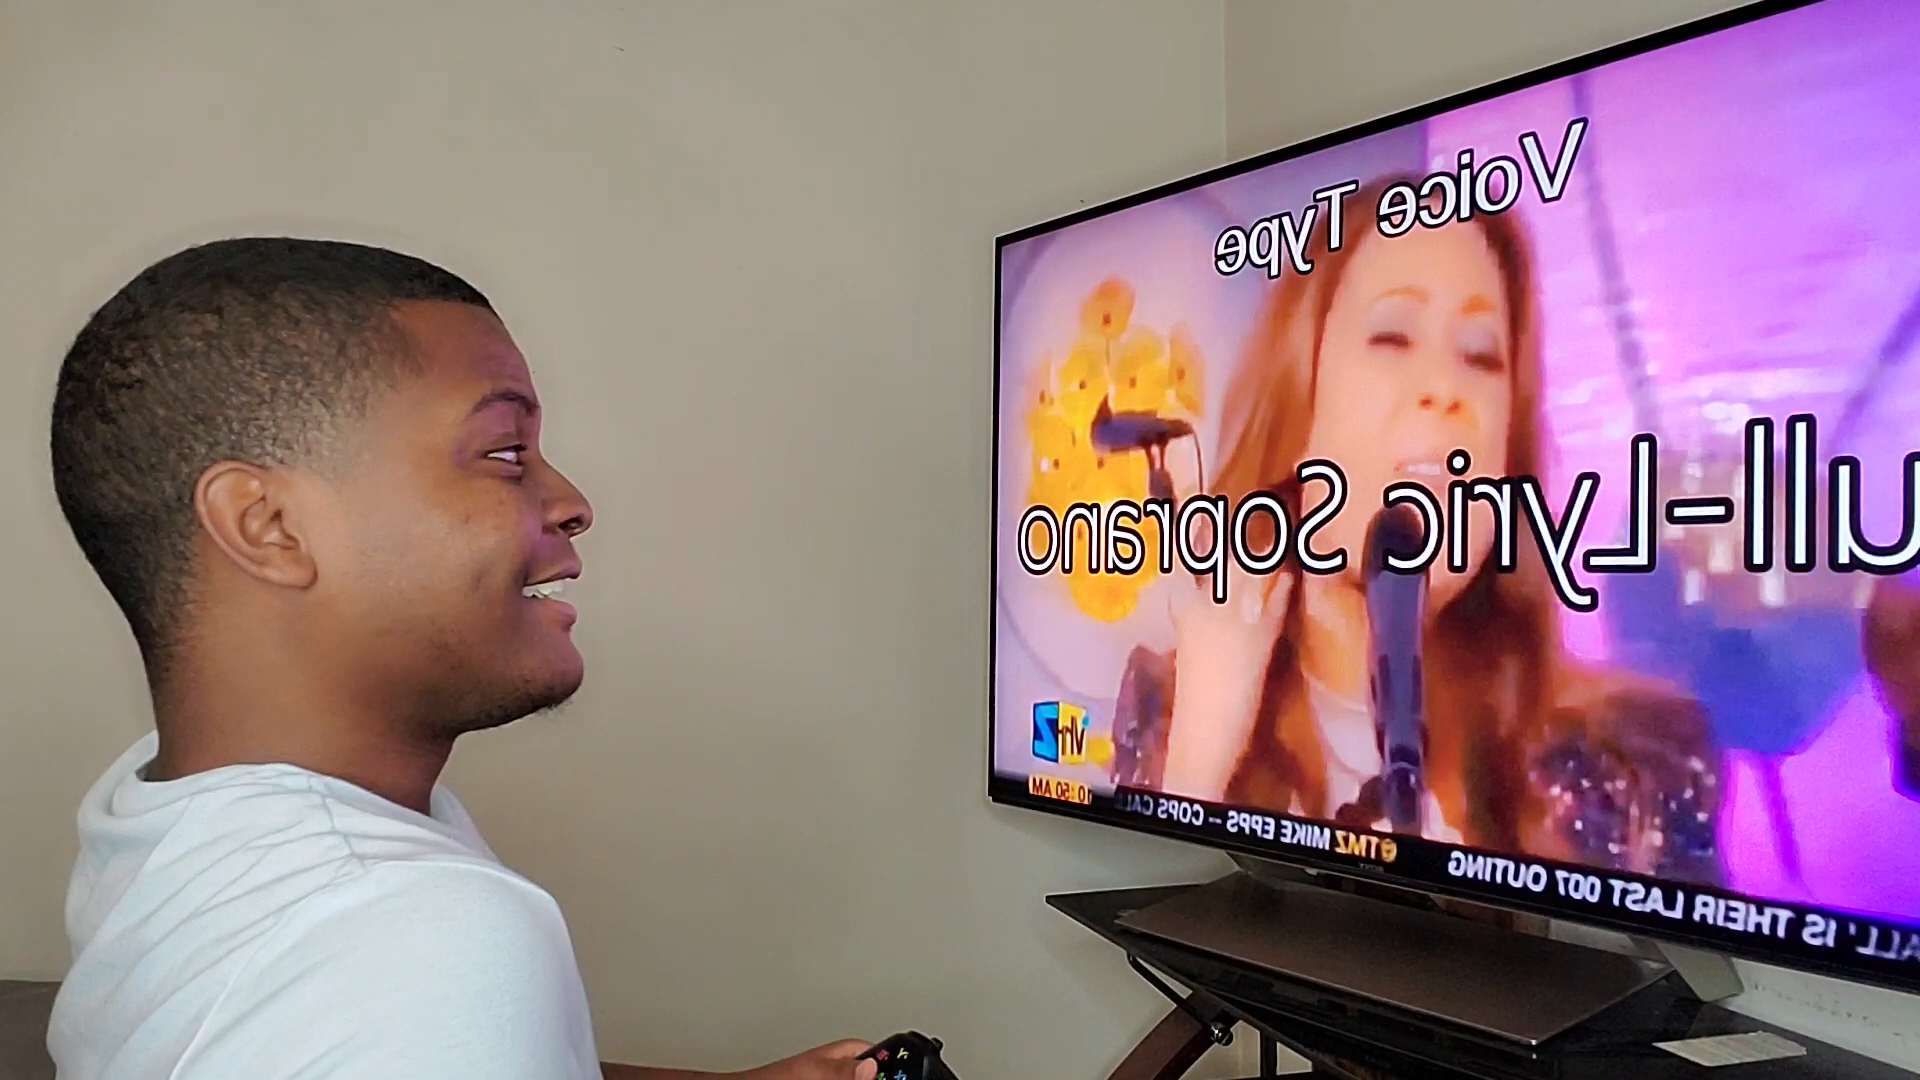 Voice Type
ull-Lyric Soprano
Vh1
10:50 AM
ALL' IS THEIR LAST 007 OUTING TMZ MIKE EPPS -- COPS CAL
SONY
Y